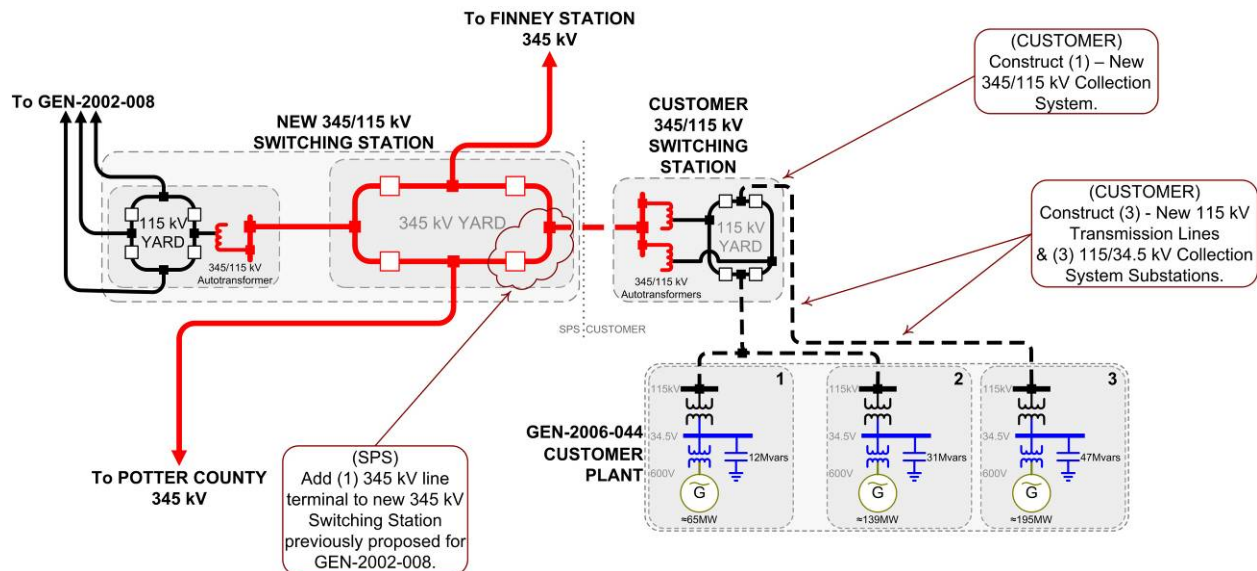 To FINNEY STATION
345 kV
To GEN-2002-008
NEW 345/115 kV
SWITCHING STATION
CUSTOMER
345/115 kV
SWITCHING
STATION
(CUSTOMER)
Construct (1) – New
345/115 kV Collection
System.
115 kV
YARD
345/115 kV
Autotransformer
345 kV YARD
345/115 kV
Autotransformers
115 kV
YARD
(CUSTOMER)
Construct (3) - New 115 kV
Transmission Lines
& (3) 115/34.5 kV Collection
System Substations.
SPS
CUSTOMER
To POTTER COUNTY
345 kV
(SPS)
Add (1) 345 kV line
terminal to new 345 kV
Switching Station
previously proposed for
GEN-2002-008.
GEN-2006-044
CUSTOMER
PLANT
1
115kV
34.5V
12Mvars
600V
G
≈65MW
2
115kV
34.5V
31Mvars
600V
G
≈139MW
3
115kV
34.5V
47Mvars
600V
G
≈195MW